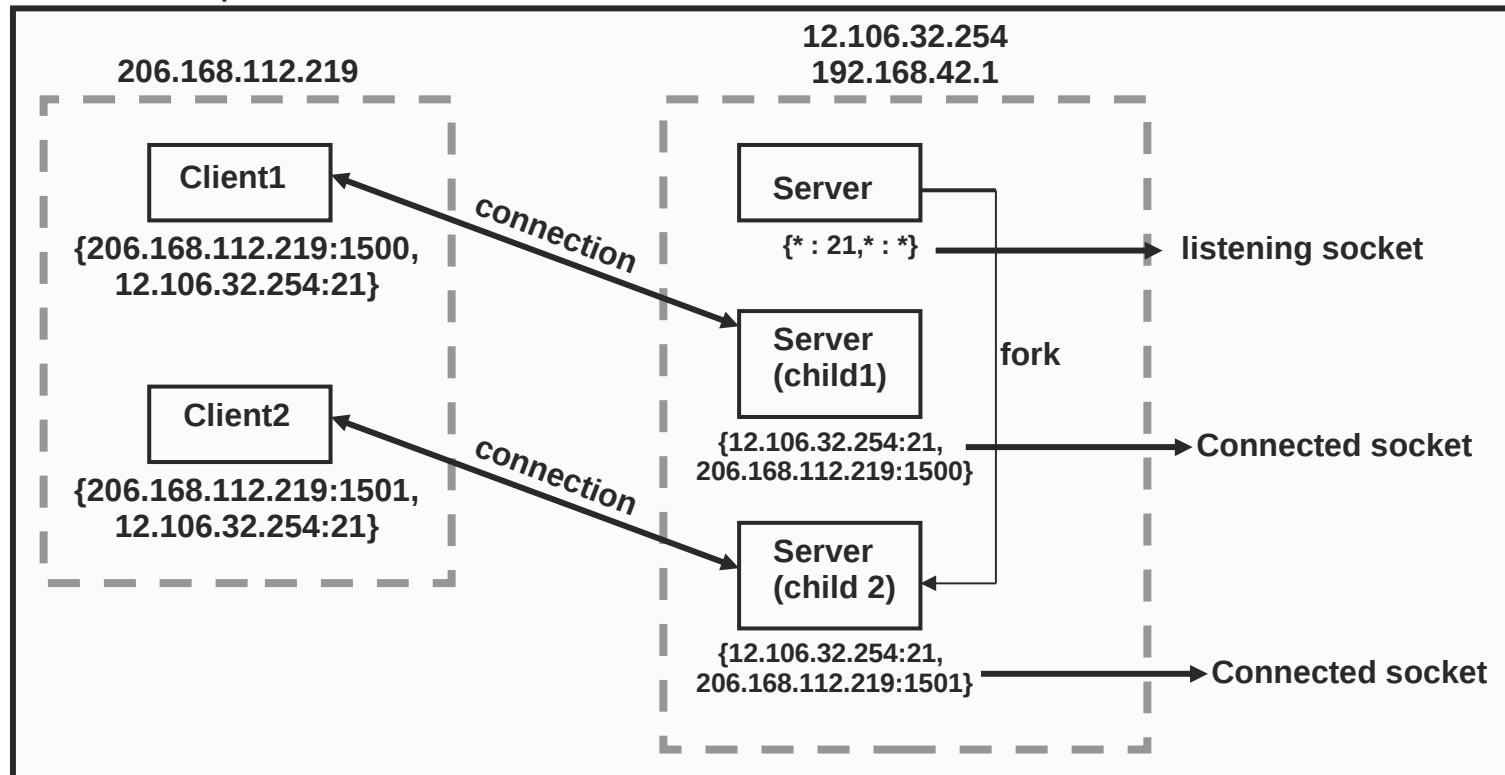 206.168.112.219
Client1
{206.168.112.219:1500,
12.106.32.254:21}
Client2
{206.168.112.219:1501,
12.106.32.254:21}
connection
connection
12.106.32.254
192.168.42.1
Server
{* : 21,* : *}
listening socket
fork
Server
(child1)
{12.106.32.254:21,
206.168.112.219:1500}
Connected socket
Server
(child 2)
{12.106.32.254:21,
206.168.112.219:1501}
Connected socket